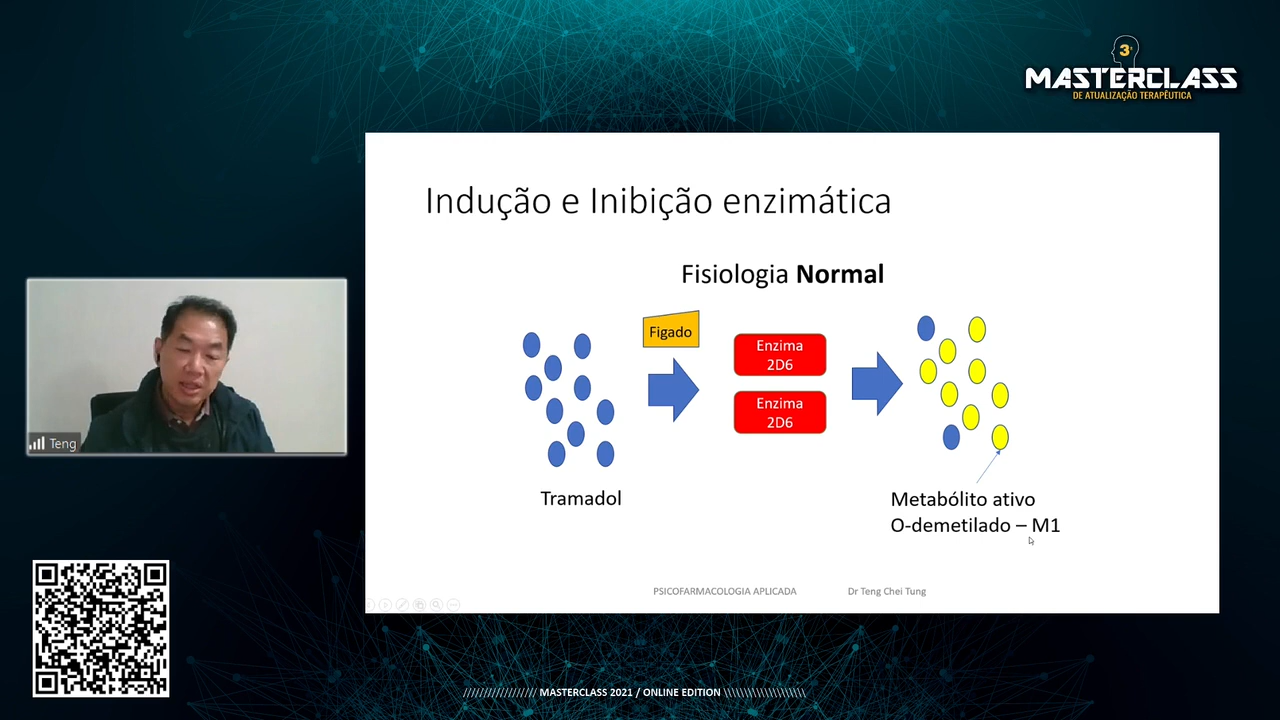 3ª
MASTERCLASS
DE ATUALIZAÇÃO TERAPÊUTICA
Indução e Inibição enzimática
Fisiologia Normal
Figado
Enzima
2D6
Enzima
2D6
Tramadol
Metabólito ativo
O-demetilado – M1
PSICOFARMACOLOGIA APLICADA Dr Teng Chei Tung
Teng
////////////////// MASTERCLASS 2021 / ONLINE EDITION \\\\\\\\\\\\\\\\\\